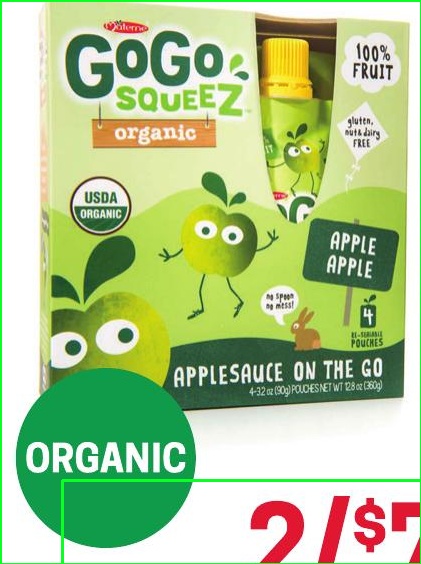 Materne
GoGo
SQUEEZ
organic
100%
FRUIT
gluten,
nut & dairy
FREE
USDA
ORGANIC
APPLE
APPLE
no spoon
no mess!
4
RE-SEALABLE
POUCHES
APPLESAUCE ON THE GO
4-3.2 oz (90g) POUCHES NET WT 12.8 oz (360g)
ORGANIC
2/$7